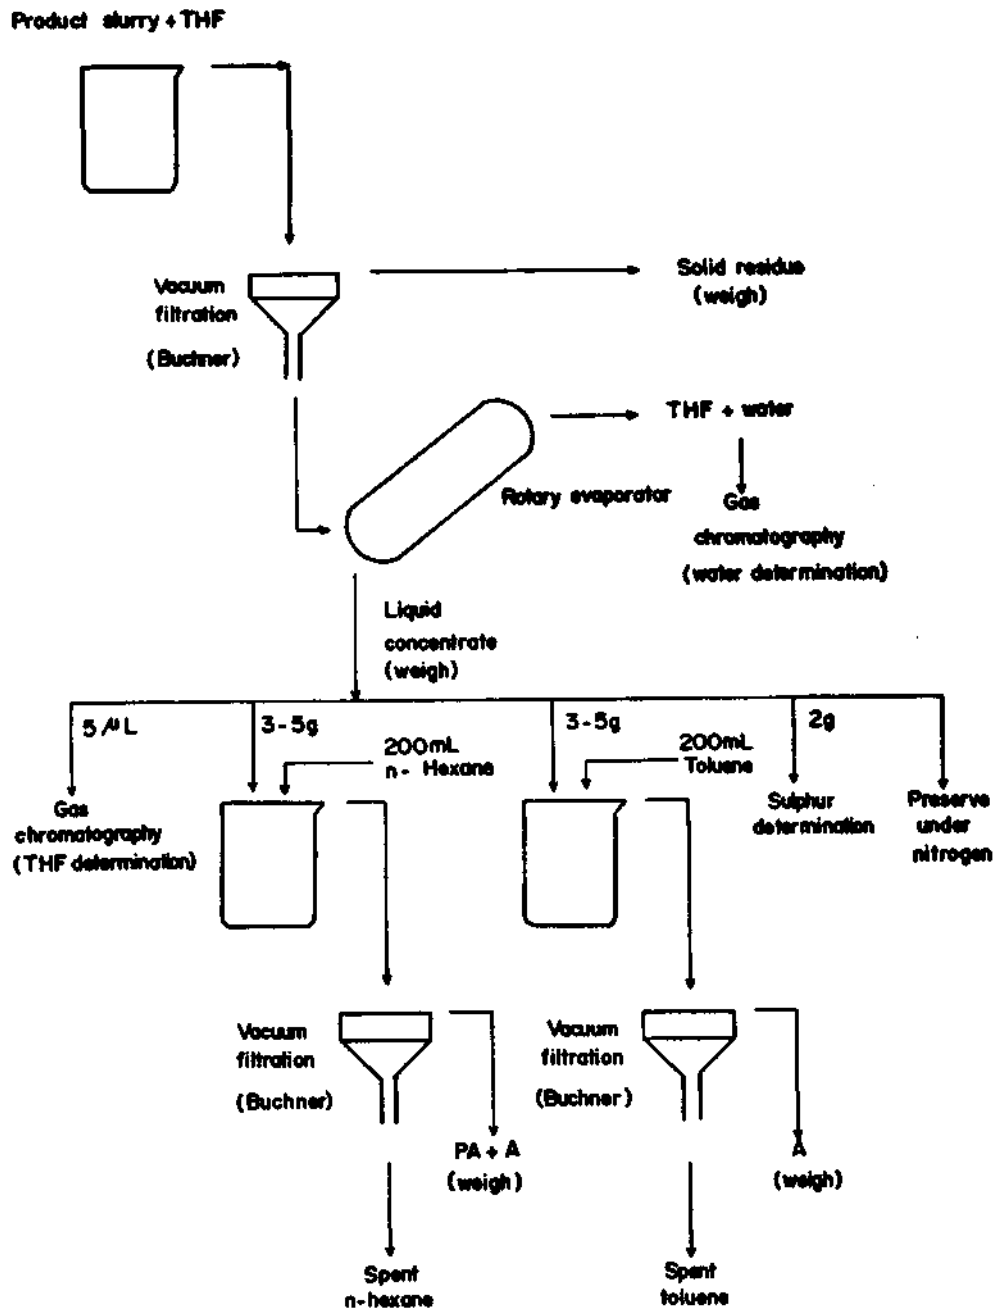 Product slurry + THF
Vacuum
filtration
(Buchner)
Solid residue
(weigh)
THF + water
Rotary evaporator
Gas
chromatography
(water determination)
Liquid
concentrate
(weigh)
5 μL
3-5g
3-5g
2g
200mL
n- Hexane
200mL
Toluene
Gas
chromatography
(THF determination)
Sulphur
determination
Preserve
under
nitrogen
Vacuum
filtration
(Buchner)
Vacuum
filtration
(Buchner)
PA + A
(weigh)
A
(weigh)
Spent
n-hexane
Spent
toluene